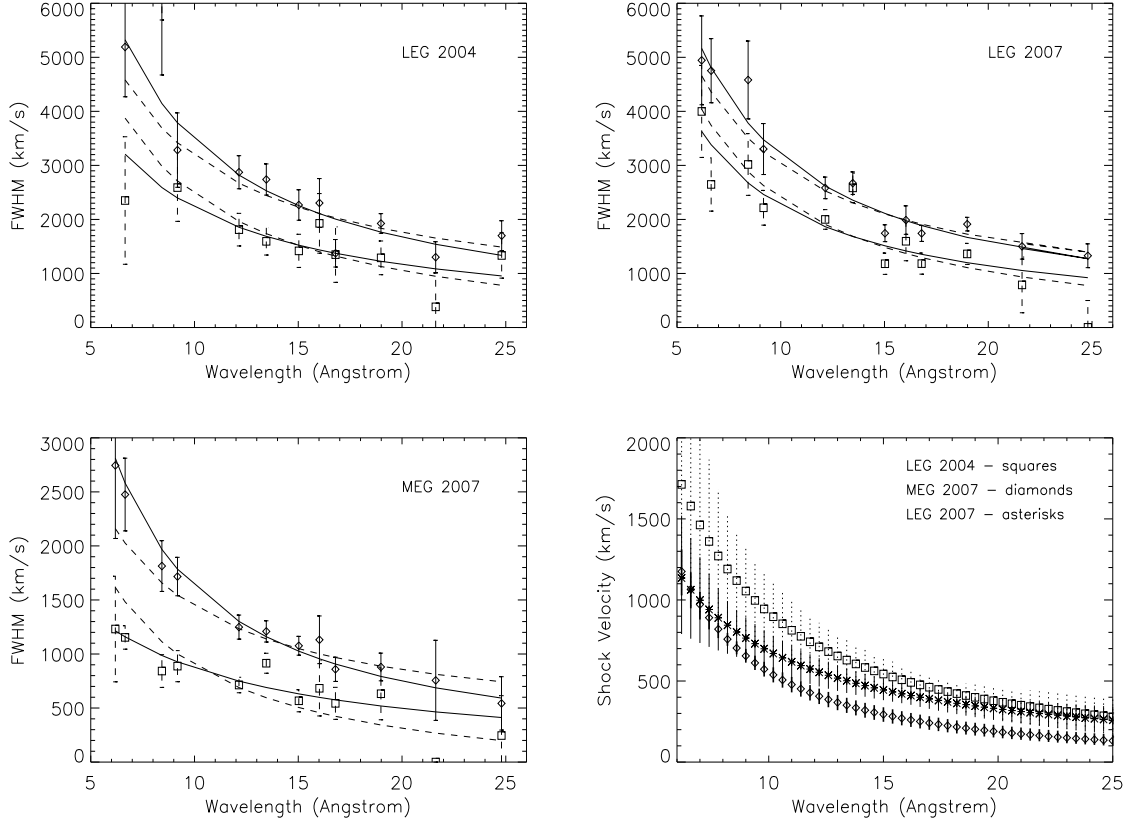 6000
5000
4000
3000
2000
1000
0
FWHM (km/s)
LEG 2004
5 10 15 20 25
Wavelength (Angstrom)
6000
5000
4000
3000
2000
1000
0
FWHM (km/s)
LEG 2007
5 10 15 20 25
Wavelength (Angstrom)
3000
2500
2000
1500
1000
500
0
FWHM (km/s)
MEG 2007
5 10 15 20 25
Wavelength (Angstrom)
2000
1500
1000
500
0
Shock Velocity (km/s)
LEG 2004 – squares
MEG 2007 – diamonds
LEG 2007 – asterisks
10 15 20 25
Wavelength (Angstrem)